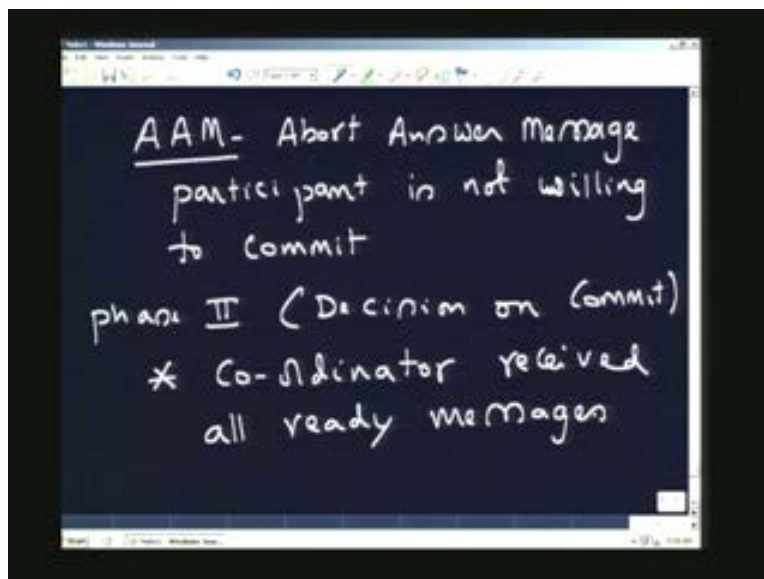 AAM - Abort Answer Message
participant is not willing
to commit
phase II (Decision on Commit)
* Co-ordinator received
all ready messages